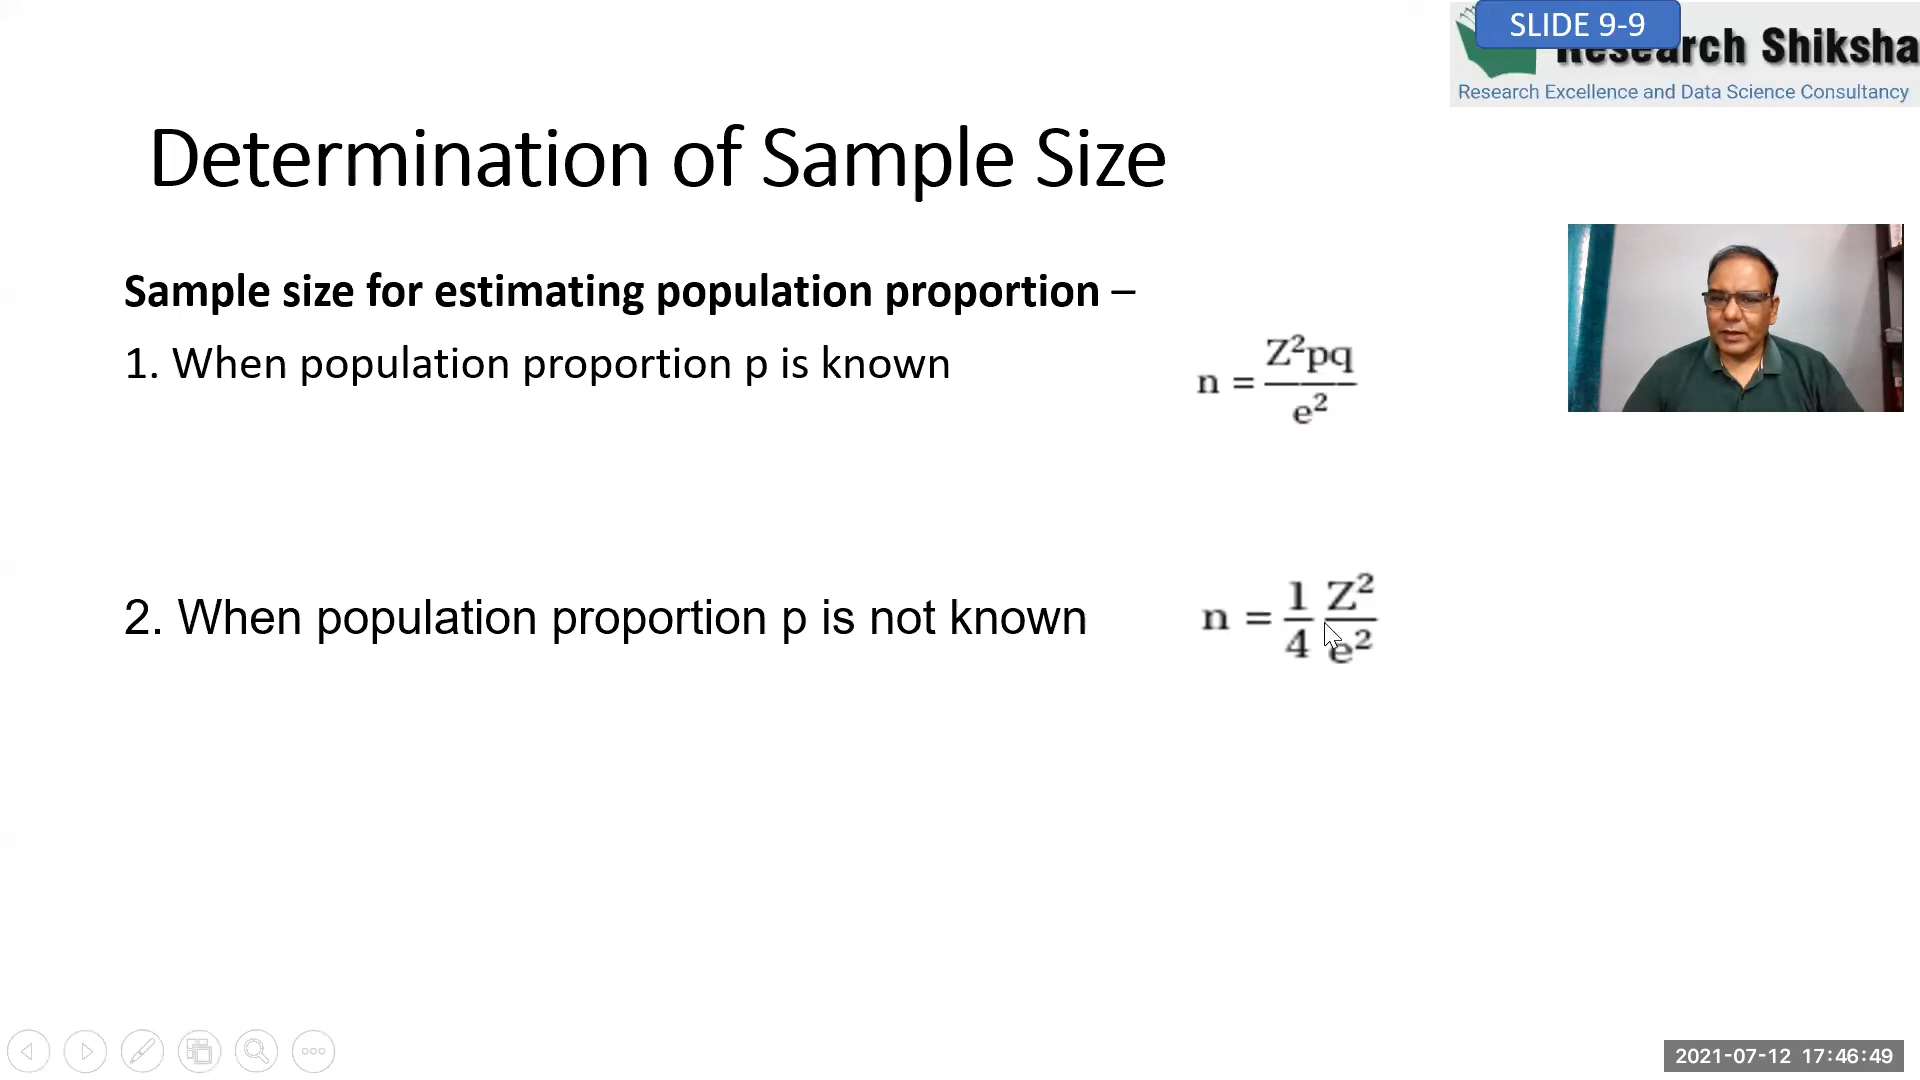 SLIDE 9-9
Research Shiksha
Research Excellence and Data Science Consultancy
Determination of Sample Size
Sample size for estimating population proportion –
1. When population proportion p is known
n = Z²pq / e²
2. When population proportion p is not known
n = 1/4 Z²/e²
2021-07-12 17:46:49